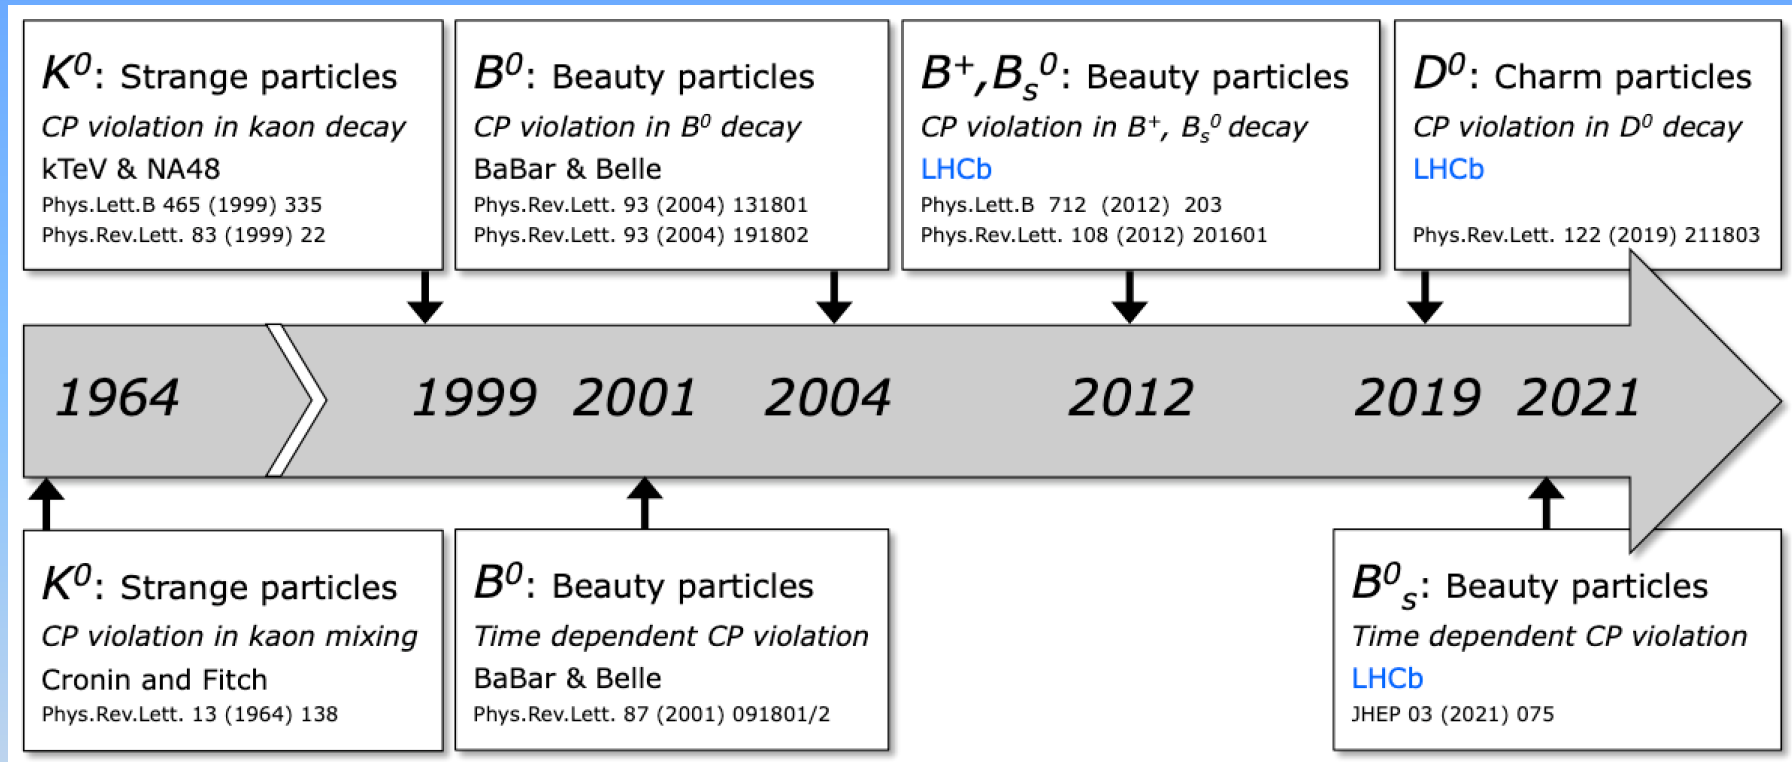 K⁰: Strange particles
CP violation in kaon decay
kTeV & NA48
Phys.Lett.B 465 (1999) 335
Phys.Rev.Lett. 83 (1999) 22
B⁰: Beauty particles
CP violation in B⁰ decay
BaBar & Belle
Phys.Rev.Lett. 93 (2004) 131801
Phys.Rev.Lett. 93 (2004) 191802
B⁺,Bₛ⁰: Beauty particles
CP violation in B⁺, Bₛ⁰ decay
LHCb
Phys.Lett.B 712 (2012) 203
Phys.Rev.Lett. 108 (2012) 201601
D⁰: Charm particles
CP violation in D⁰ decay
LHCb
Phys.Rev.Lett. 122 (2019) 211803
1964 1999 2001 2004 2012 2019 2021
K⁰: Strange particles
CP violation in kaon mixing
Cronin and Fitch
Phys.Rev.Lett. 13 (1964) 138
B⁰: Beauty particles
Time dependent CP violation
BaBar & Belle
Phys.Rev.Lett. 87 (2001) 091801/2
B⁰ₛ: Beauty particles
Time dependent CP violation
LHCb
JHEP 03 (2021) 075